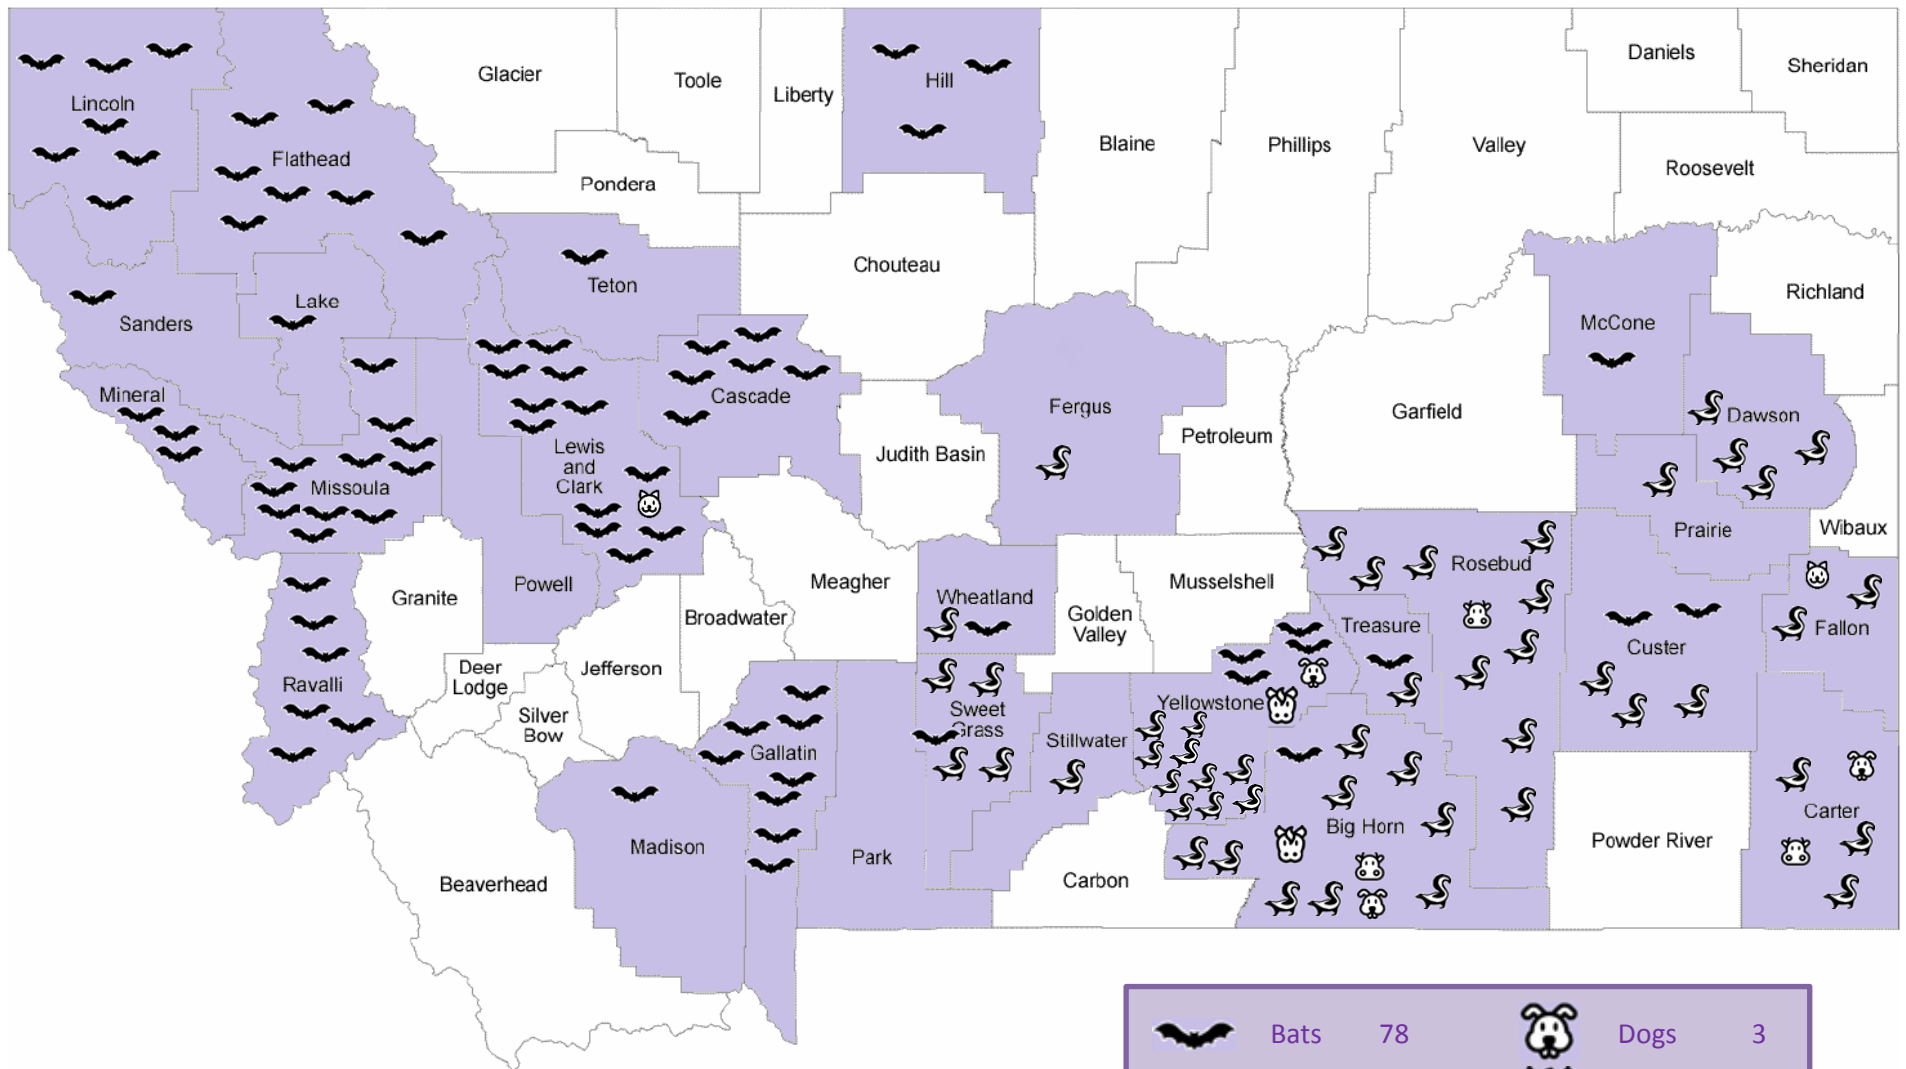 Glacier
Toole
Liberty
Hill
Blaine
Phillips
Valley
Daniels
Sheridan
Roosevelt
Lincoln
Flathead
Pondera
Teton
Chouteau
Richland
McCone
Sanders
Lake
Mineral
Cascade
Judith Basin
Fergus
Petroleum
Garfield
Dawson
Lewis
and
Clark
Missoula
Prairie
Wibaux
Granite
Powell
Meagher
Wheatland
Golden
Valley
Musselshell
Rosebud
Treasure
Custer
Fallon
Broadwater
Jefferson
Deer
Lodge
Silver
Bow
Ravalli
Gallatin
Sweet
Grass
Stillwater
Yellowstone
Madison
Park
Beaverhead
Carbon
Big Horn
Powder River
Carter
Bats 78 Dogs 3